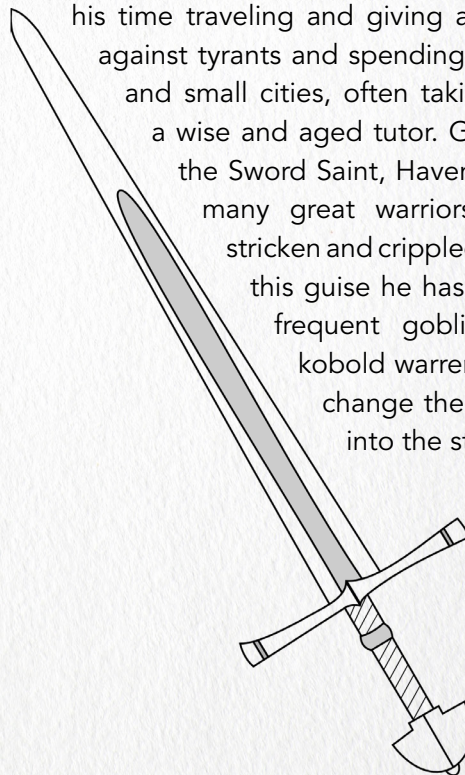 his time traveling and giving a
against tyrants and spending
and small cities, often taki
a wise and aged tutor. G
the Sword Saint, Haver
many great warriors
stricken and cripple
this guise he has
frequent gobli
kobold warre
change the
into the st